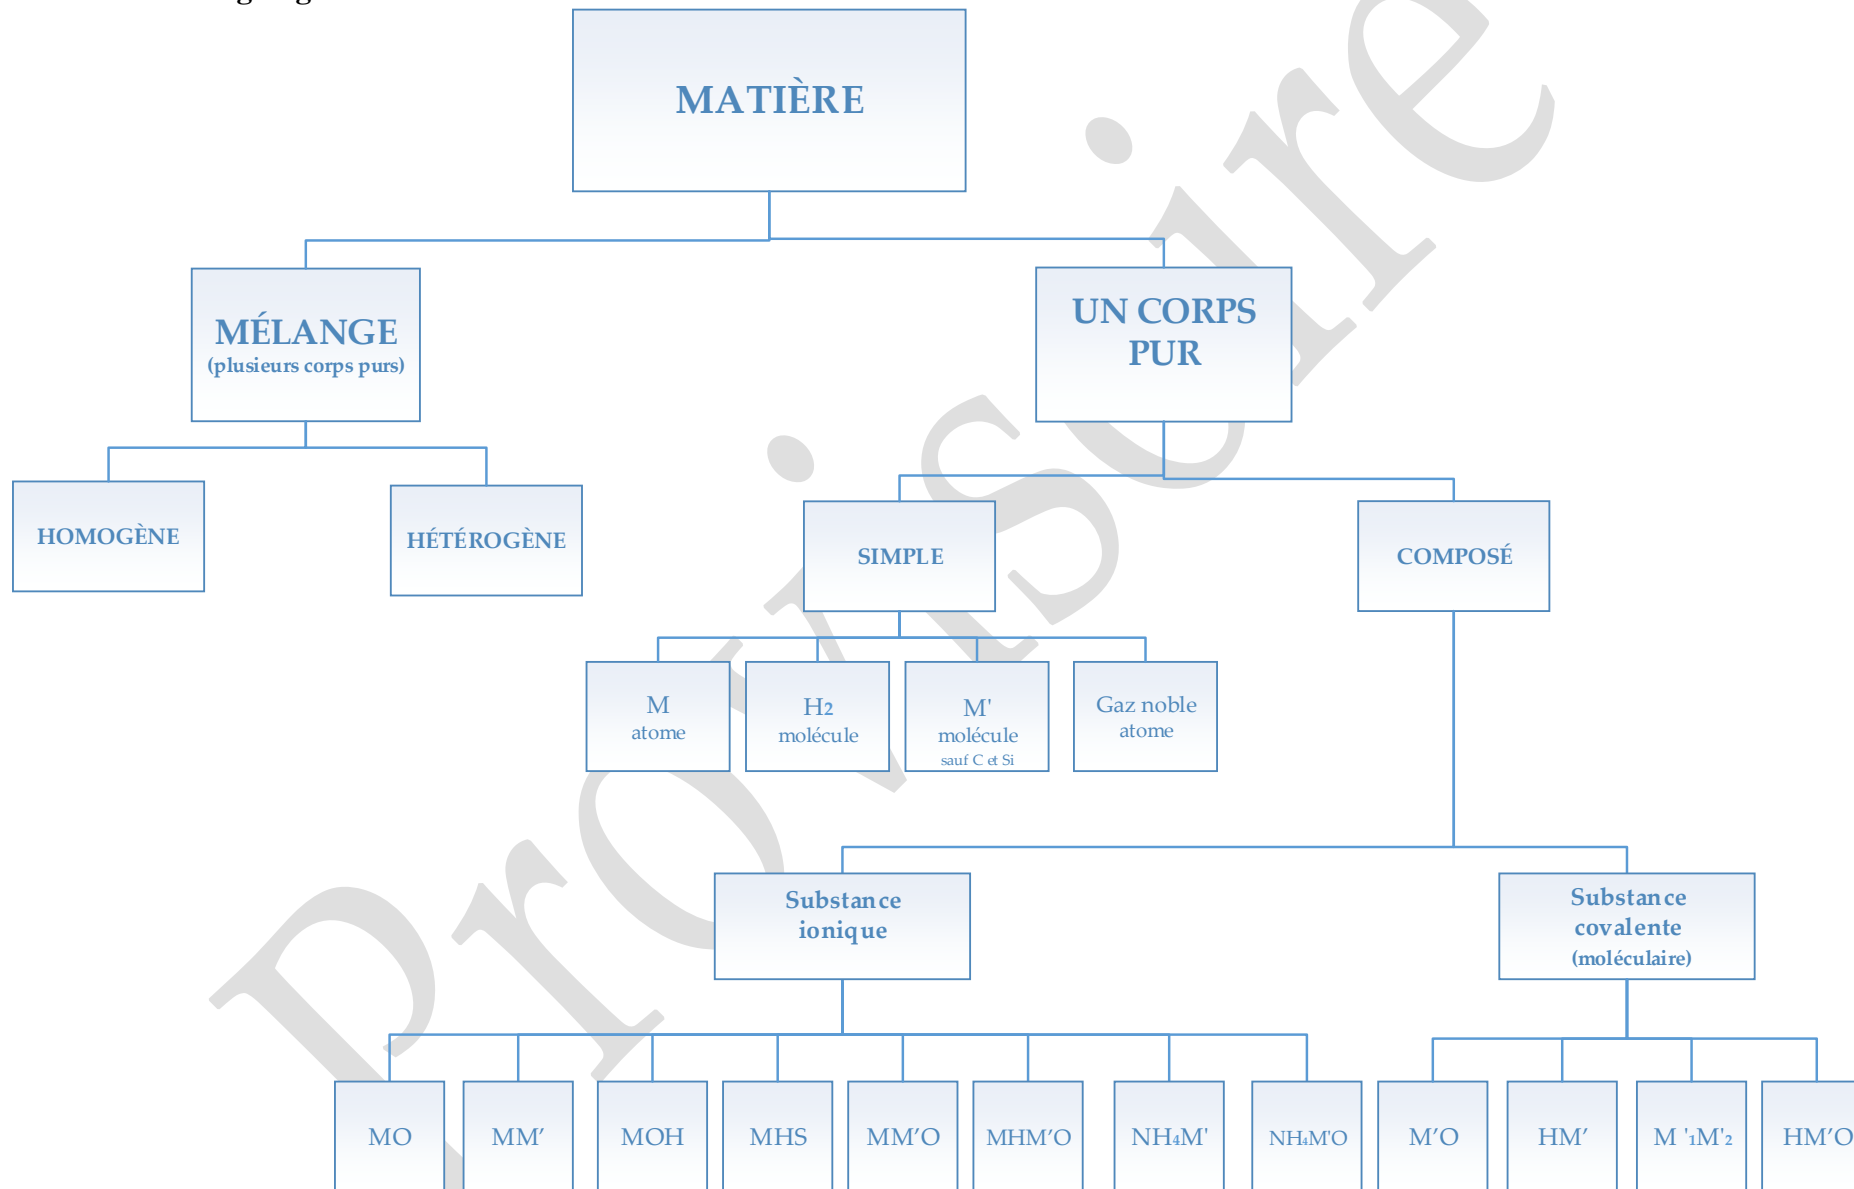 MATIÈRE
MÉLANGE
(plusieurs corps purs)
UN CORPS
PUR
HOMOGÈNE
HÉTÉROGÈNE
SIMPLE
COMPOSÉ
M
atome
H2
molécule
M'
molécule
sauf C et Si
Gaz noble
atome
Substance
ionique
Substance
covalente
(moléculaire)
MO
MM’
MOH
MHS
MM’O
MHM’O
NH4M'
NH4M'O
M’O
HM’
M '1M'2
HM’O
Provisoire